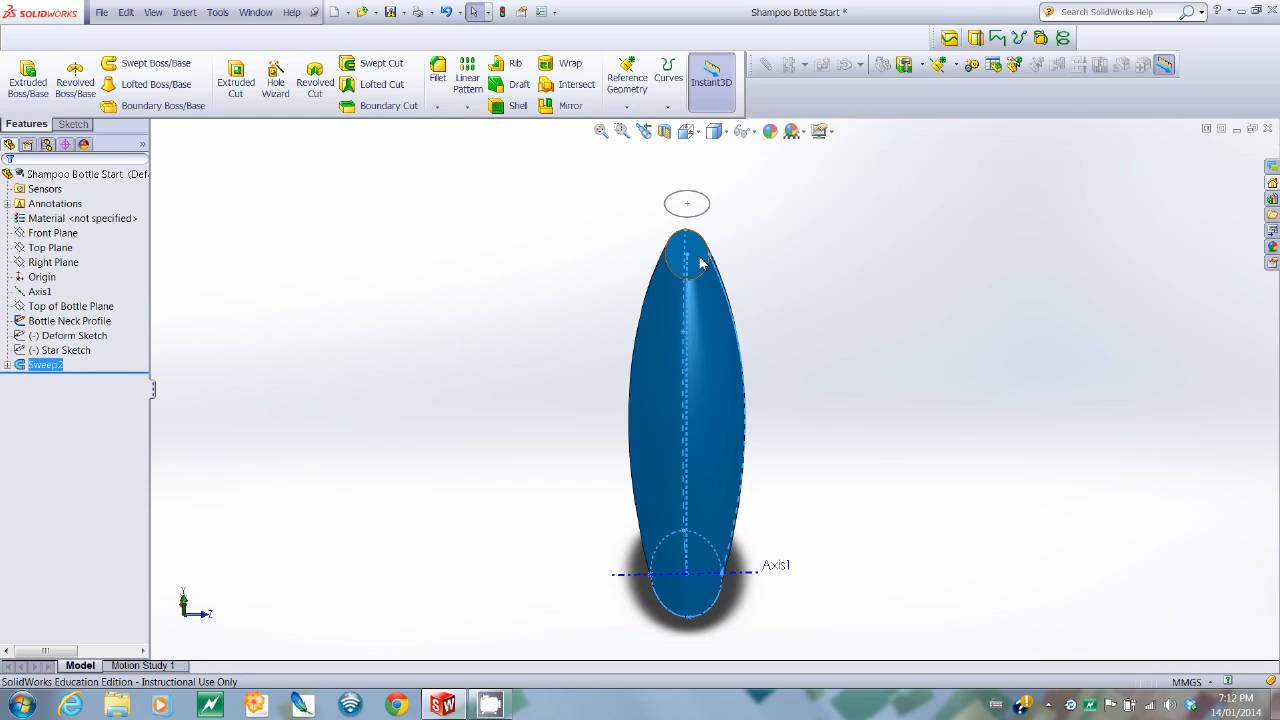 SOLIDWORKS File Edit View Insert Tools Window Help Shampoo Bottle Start * Search SolidWorks Help
Extruded Boss/Base
Revolved Boss/Base
Swept Boss/Base
Lofted Boss/Base
Boundary Boss/Base
Extruded Cut
Hole Wizard
Revolved Cut
Swept Cut
Lofted Cut
Boundary Cut
Fillet
Linear Pattern
Rib
Draft
Shell
Wrap
Intersect
Mirror
Reference Geometry
Curves
Instant3D
Features Sketch
Shampoo Bottle Start (Def
Sensors
Annotations
Material <not specified>
Front Plane
Top Plane
Right Plane
Origin
Axis1
Top of Bottle Plane
Bottle Neck Profile
(-) Deform Sketch
(-) Star Sketch
Sweep2
Axis1
Y
Z
Model Motion Study 1
SolidWorks Education Edition - Instructional Use Only MMGS
7:12 PM
14/01/2014